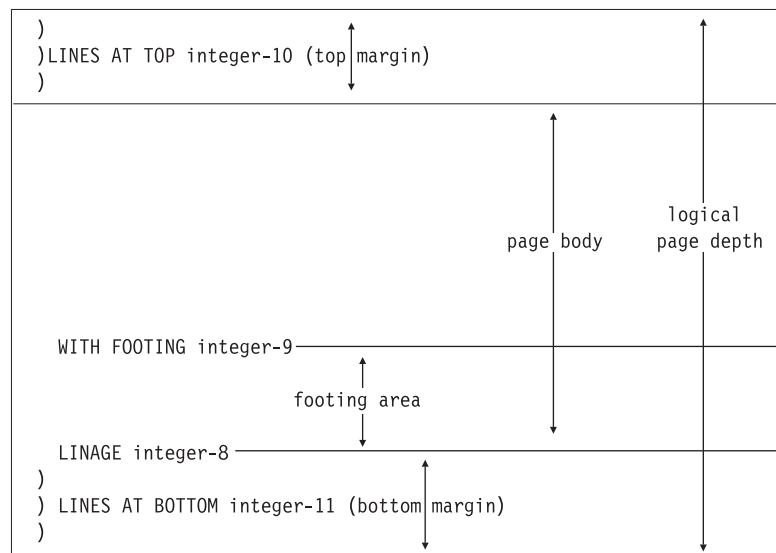 )
)LINES AT TOP integer-10 (top margin)
)
logical
page body
page depth
WITH FOOTING integer-9
footing area
LINAGE integer-8
)
) LINES AT BOTTOM integer-11 (bottom margin)
)